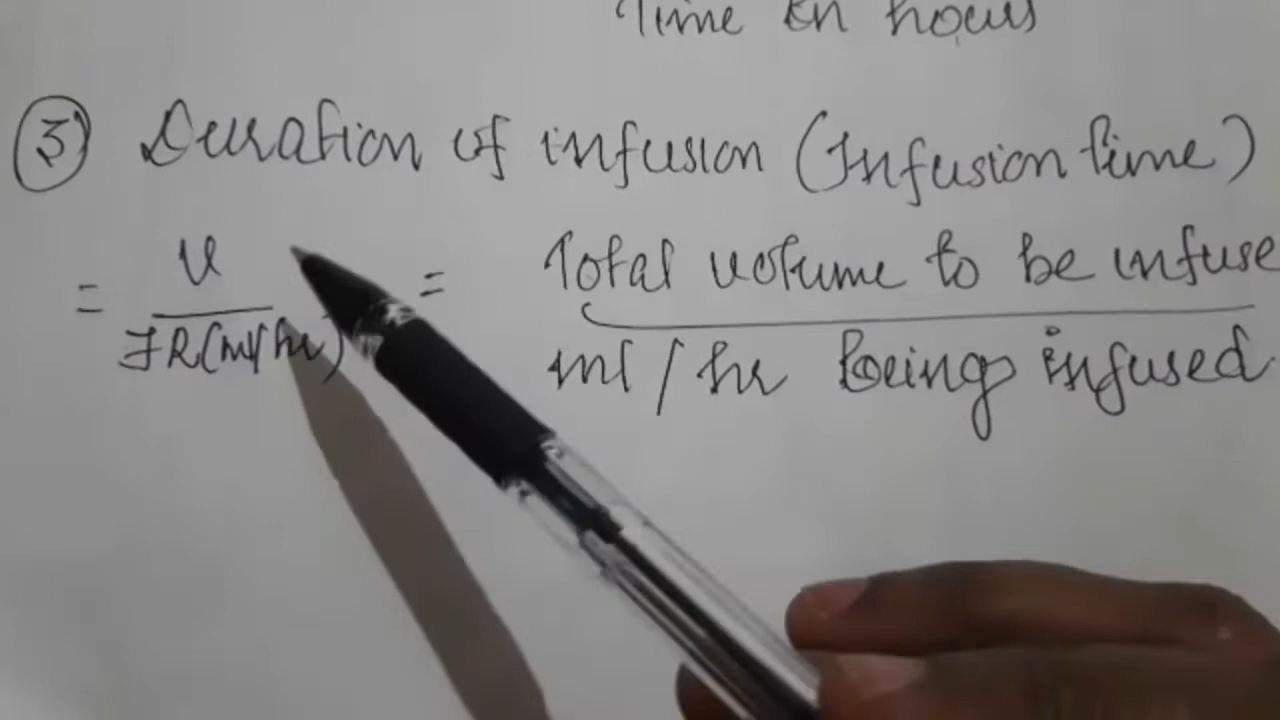 Time in hours
3 Duration of infusion (Infusion time)
= V / FR(ml/hr) = Total volume to be infuse
ml/hr being infused